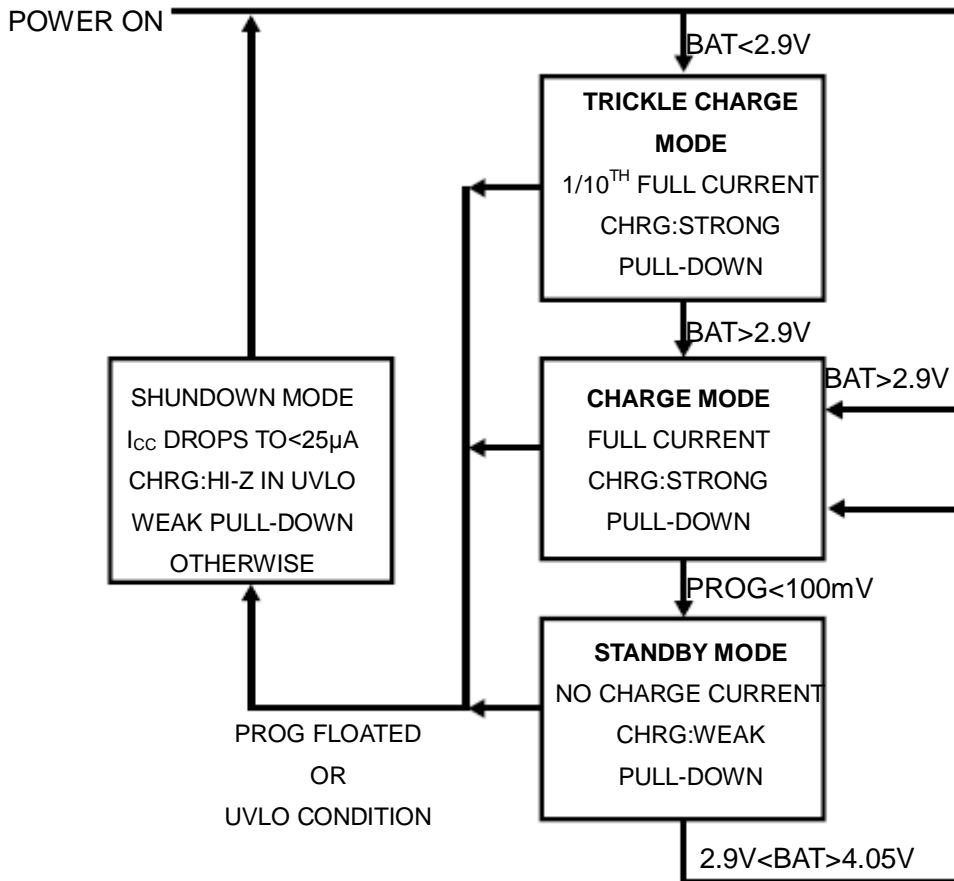 POWER ON
BAT<2.9V
TRICKLE CHARGE
MODE
1/10TH FULL CURRENT
CHRG:STRONG
PULL-DOWN
BAT>2.9V
BAT>2.9V
CHARGE MODE
FULL CURRENT
CHRG:STRONG
PULL-DOWN
SHUNDOWN MODE
ICC DROPS TO<25µA
CHRG:HI-Z IN UVLO
WEAK PULL-DOWN
OTHERWISE
PROG<100mV
STANDBY MODE
NO CHARGE CURRENT
CHRG:WEAK
PULL-DOWN
PROG FLOATED
OR
UVLO CONDITION
2.9V<BAT>4.05V